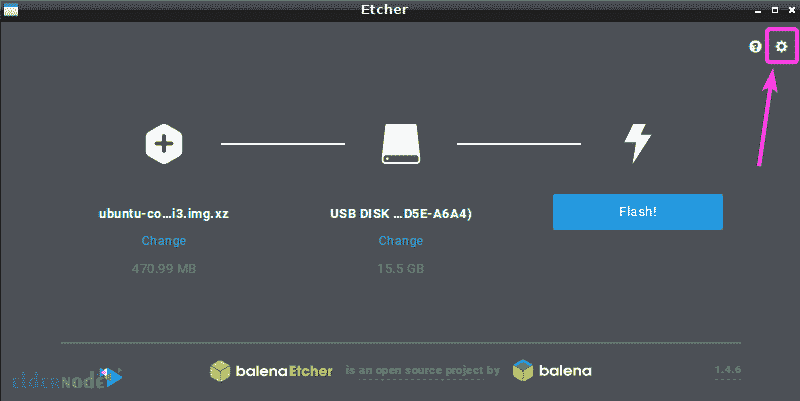 Etcher
?
ubuntu-co...i3.img.xz
USB DISK ...D5E-A6A4)
Flash!
Change
Change
470.99 MB
15.5 GB
eldernode
balenaEtcher is an open source project by balena
1.4.6